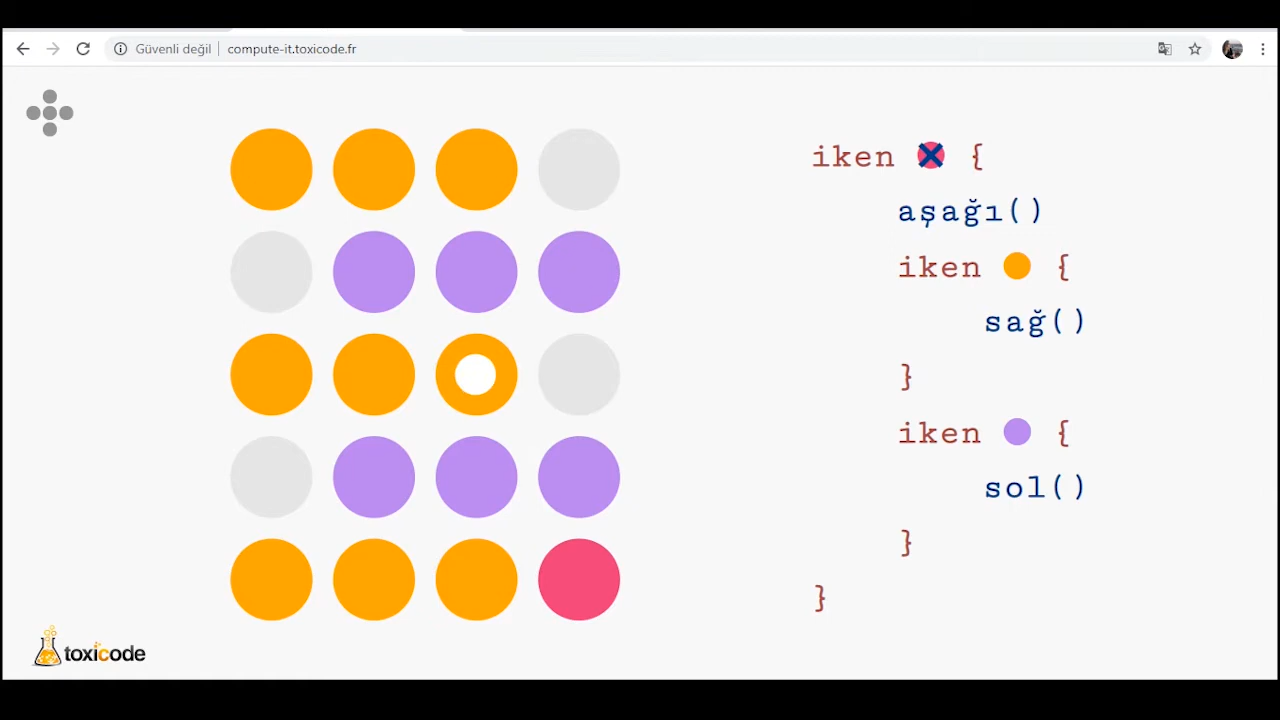 Güvenli değil compute-it.toxicode.fr
iken {
aşağı()
iken {
sağ()
}
iken {
sol()
}
}
toxicode